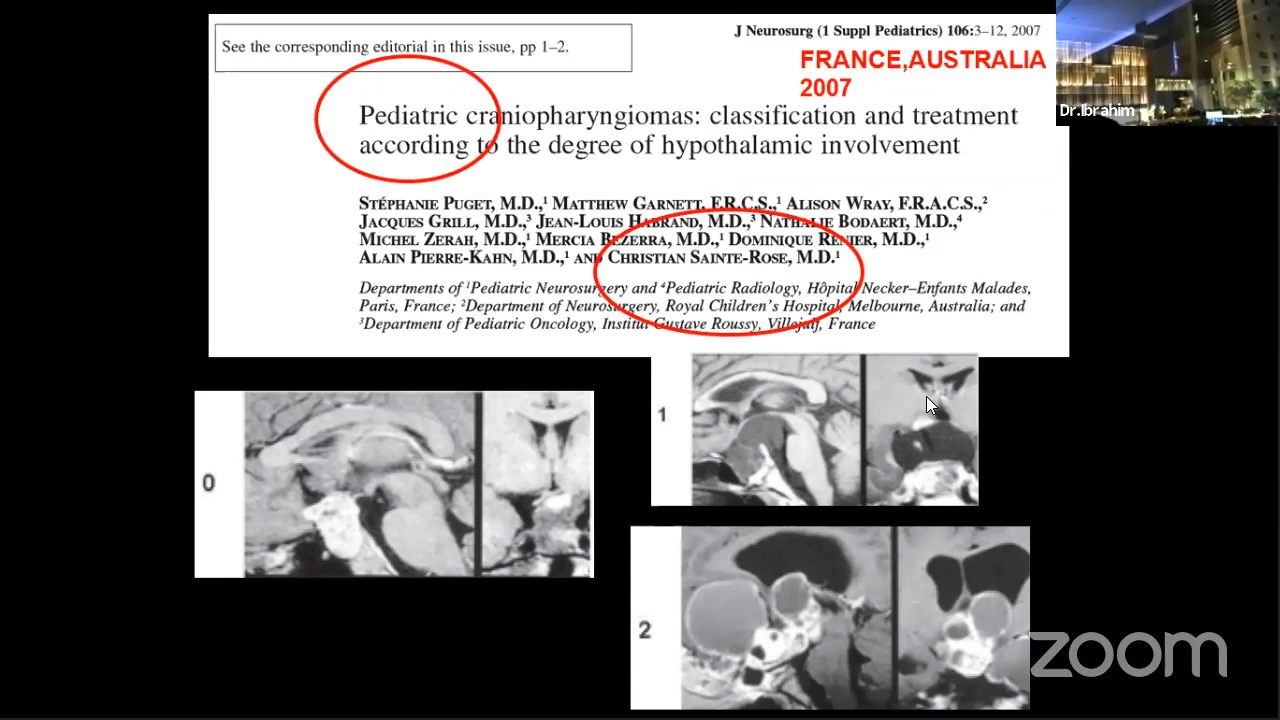 See the corresponding editorial in this issue, pp 1–2.
J Neurosurg (1 Suppl Pediatrics) 106:3–12, 2007
FRANCE,AUSTRALIA
2007
Dr.Ibrahim
Pediatric craniopharyngiomas: classification and treatment
according to the degree of hypothalamic involvement
STÉPHANIE PUGET, M.D.,¹ MATTHEW GARNETT, F.R.C.S.,¹ ALISON WRAY, F.R.A.C.S.,²
JACQUES GRILL, M.D.,³ JEAN-LOUIS HABRAND, M.D.,³ NATHALIE BODAERT, M.D.,⁴
MICHEL ZERAH, M.D.,¹ MERCIA BEZERRA, M.D.,¹ DOMINIQUE RENIER, M.D.,¹
ALAIN PIERRE-KAHN, M.D.,¹ AND CHRISTIAN SAINTE-ROSE, M.D.¹
Departments of ¹Pediatric Neurosurgery and ⁴Pediatric Radiology, Hôpital Necker–Enfants Malades,
Paris, France; ²Department of Neurosurgery, Royal Children's Hospital, Melbourne, Australia; and
³Department of Pediatric Oncology, Institut Gustave Roussy, Villejuif, France
0
1
2
zoom